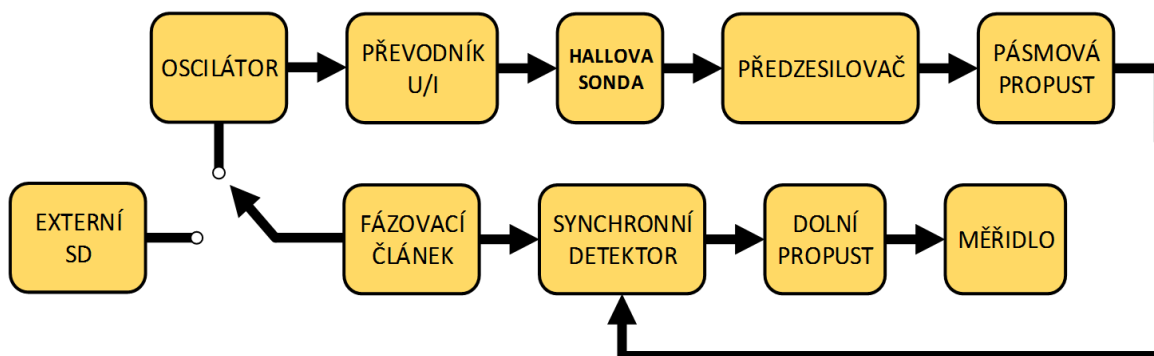 OSCILÁTOR
PŘEVODNÍK
U/I
HALLOVA
SONDA
PŘEDZESILOVAČ
PÁSMOVÁ
PROPUST
EXTERNÍ
SD
FÁZOVACÍ
ČLÁNEK
SYNCHRONNÍ
DETEKTOR
DOLNÍ
PROPUST
MĚŘIDLO